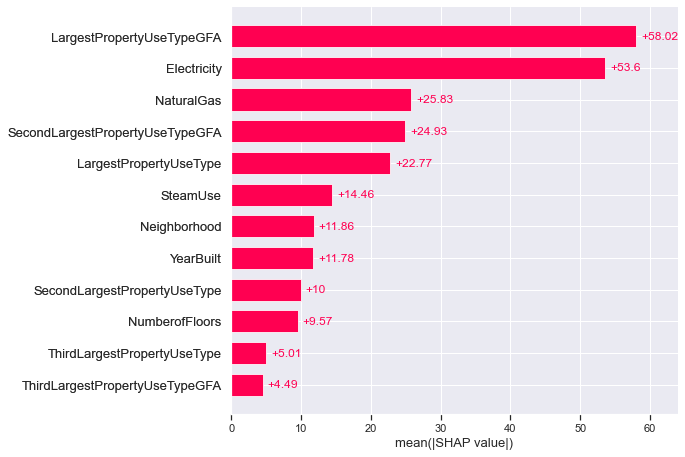 LargestPropertyUseTypeGFA +58.02
Electricity +53.6
NaturalGas +25.83
SecondLargestPropertyUseTypeGFA +24.93
LargestPropertyUseType +22.77
SteamUse +14.46
Neighborhood +11.86
YearBuilt +11.78
SecondLargestPropertyUseType +10
NumberofFloors +9.57
ThirdLargestPropertyUseType +5.01
ThirdLargestPropertyUseTypeGFA +4.49
0 10 20 30 40 50 60
mean(|SHAP value|)